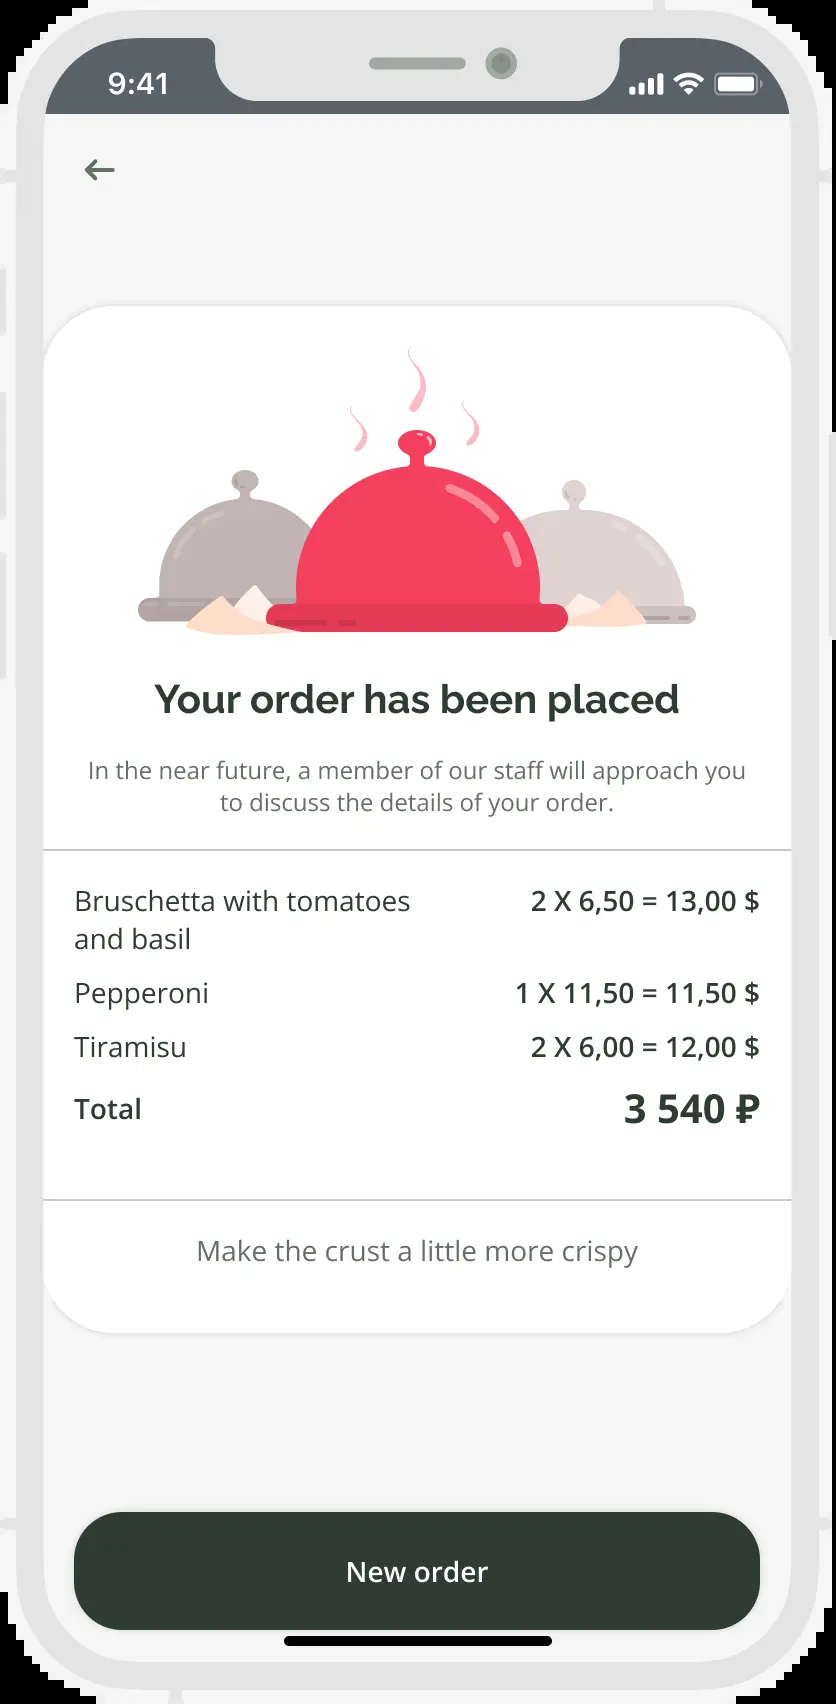 9:41
Your order has been placed
In the near future, a member of our staff will approach you
to discuss the details of your order.
Bruschetta with tomatoes 2 X 6,50 = 13,00 $
and basil
Pepperoni 1 X 11,50 = 11,50 $
Tiramisu 2 X 6,00 = 12,00 $
Total 3 540 ₽
Make the crust a little more crispy
New order